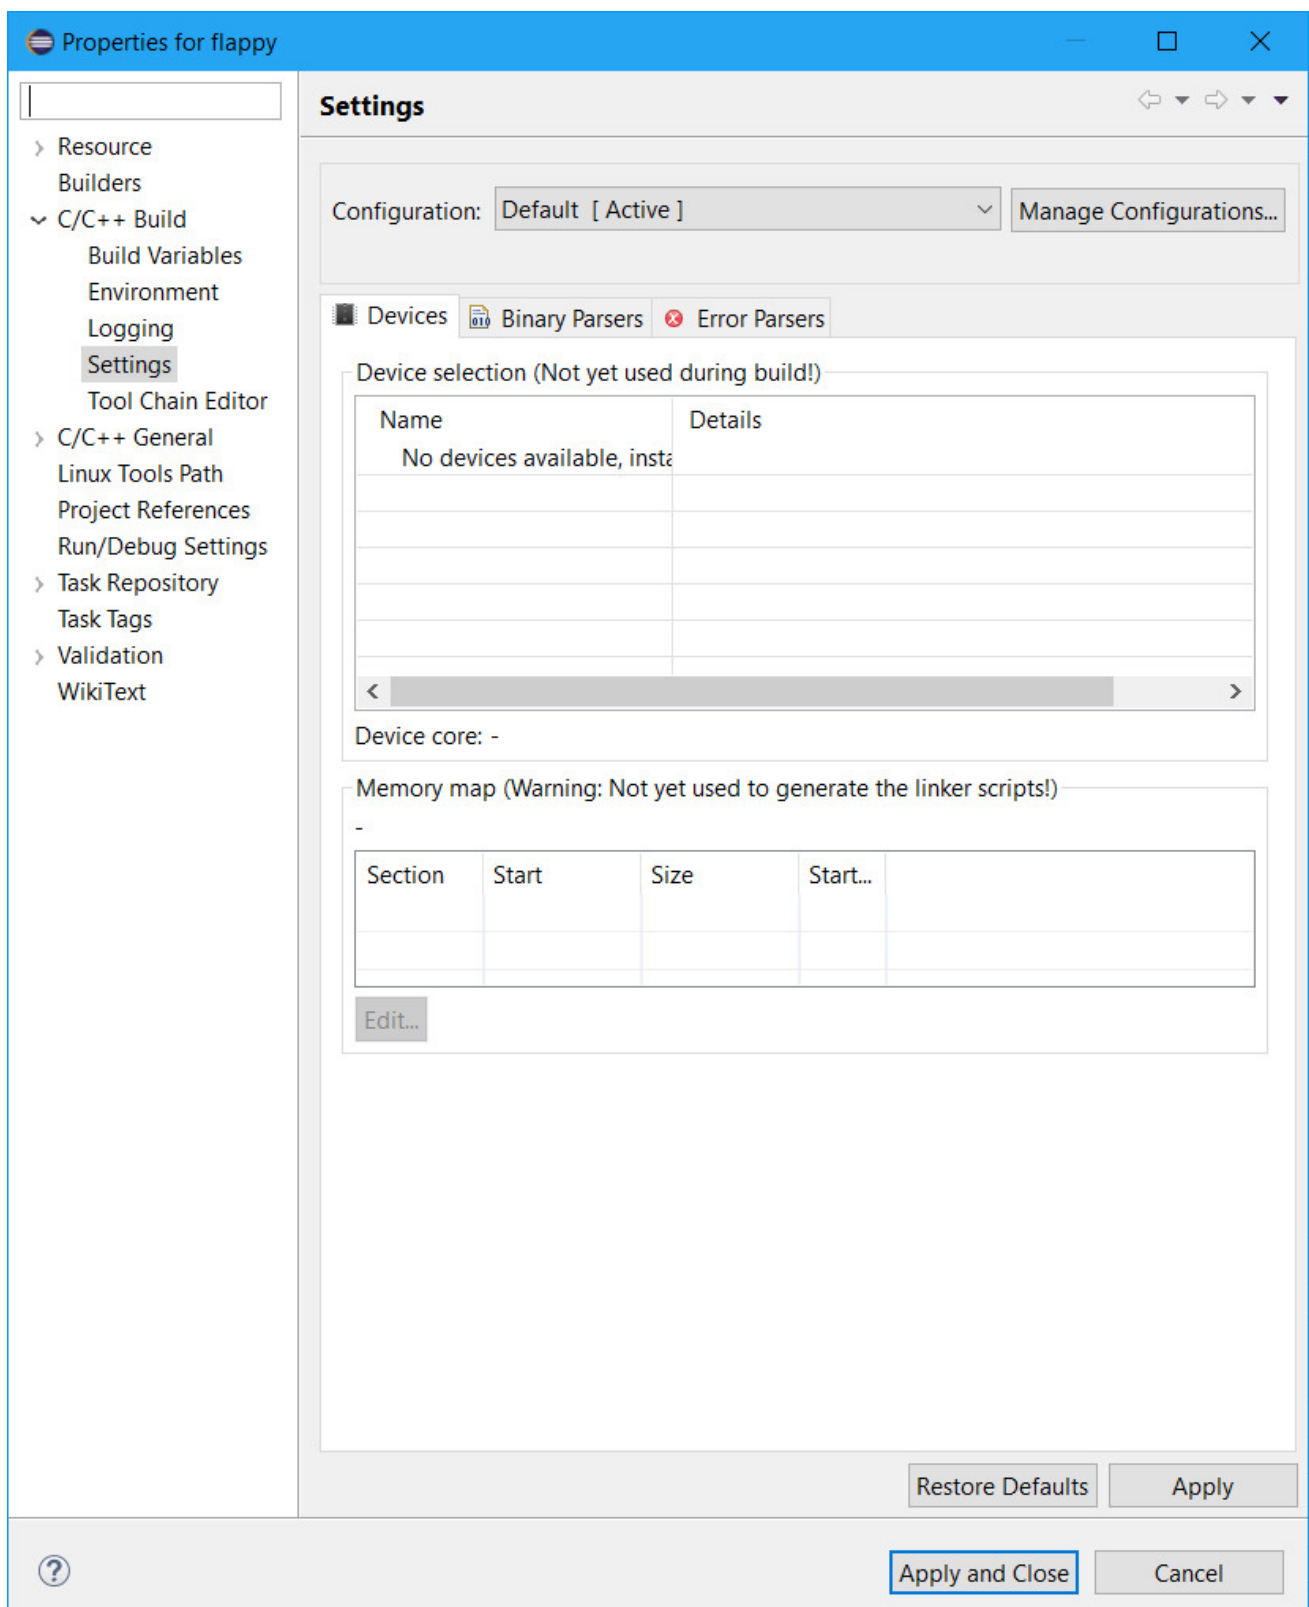 Properties for flappy
Settings
Resource
Builders
C/C++ Build
Build Variables
Environment
Logging
Settings
Tool Chain Editor
C/C++ General
Linux Tools Path
Project References
Run/Debug Settings
Task Repository
Task Tags
Validation
WikiText
Configuration: Default [ Active ] Manage Configurations...
Devices Binary Parsers Error Parsers
Device selection (Not yet used during build!)
Name Details
No devices available, insta
Device core: -
Memory map (Warning: Not yet used to generate the linker scripts!)
-
Section Start Size Start...
Edit...
Restore Defaults Apply
? Apply and Close Cancel